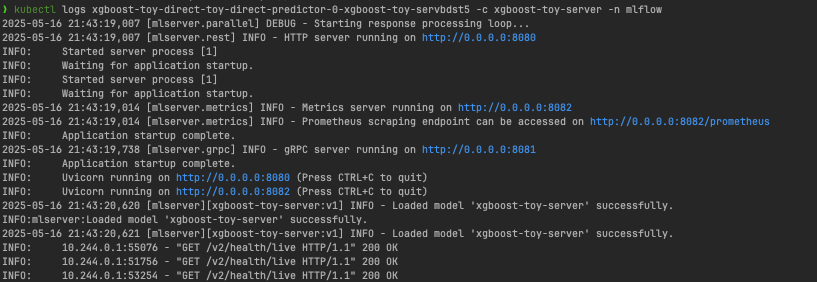 ❯ kubectl logs xgboost-toy-direct-toy-direct-predictor-0-xgboost-toy-servbdst5 -c xgboost-toy-server -n mlflow
2025-05-16 21:43:19,007 [mlserver.parallel] DEBUG - Starting response processing loop...
2025-05-16 21:43:19,007 [mlserver.rest] INFO - HTTP server running on http://0.0.0.0:8080
INFO:     Started server process [1]
INFO:     Waiting for application startup.
INFO:     Started server process [1]
INFO:     Waiting for application startup.
2025-05-16 21:43:19,014 [mlserver.metrics] INFO - Metrics server running on http://0.0.0.0:8082
2025-05-16 21:43:19,014 [mlserver.metrics] INFO - Prometheus scraping endpoint can be accessed on http://0.0.0.0:8082/prometheus
INFO:     Application startup complete.
2025-05-16 21:43:19,738 [mlserver.grpc] INFO - gRPC server running on http://0.0.0.0:8081
INFO:     Application startup complete.
INFO:     Uvicorn running on http://0.0.0.0:8080 (Press CTRL+C to quit)
INFO:     Uvicorn running on http://0.0.0.0:8082 (Press CTRL+C to quit)
2025-05-16 21:43:20,620 [mlserver][xgboost-toy-server:v1] INFO - Loaded model 'xgboost-toy-server' successfully.
INFO:mlserver:Loaded model 'xgboost-toy-server' successfully.
2025-05-16 21:43:20,621 [mlserver][xgboost-toy-server:v1] INFO - Loaded model 'xgboost-toy-server' successfully.
INFO:     10.244.0.1:55076 - "GET /v2/health/live HTTP/1.1" 200 OK
INFO:     10.244.0.1:51756 - "GET /v2/health/live HTTP/1.1" 200 OK
INFO:     10.244.0.1:53254 - "GET /v2/health/live HTTP/1.1" 200 OK